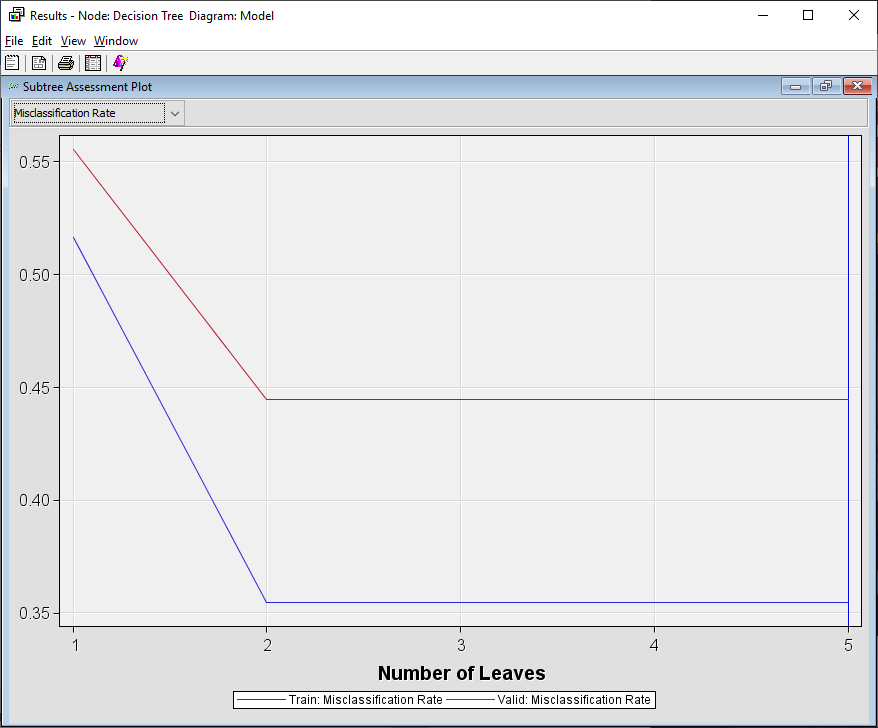 Results - Node: Decision Tree Diagram: Model
File Edit View Window
Subtree Assessment Plot
Misclassification Rate
0.55
0.50
0.45
0.40
0.35
1 2 3 4 5
Number of Leaves
Train: Misclassification Rate Valid: Misclassification Rate